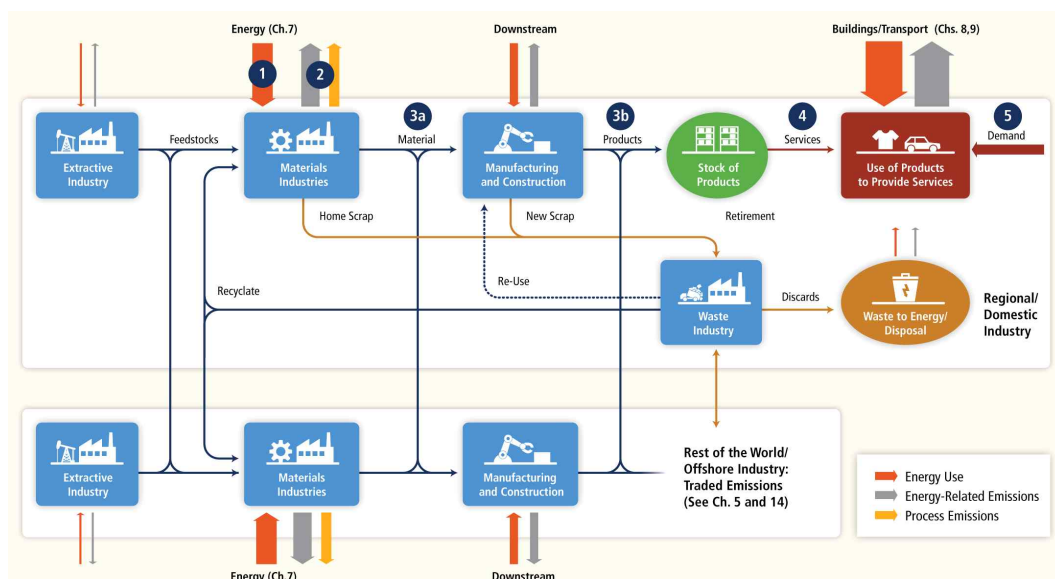 Energy (Ch.7)
Downstream
Buildings/Transport (Chs. 8,9)
1
2
3a
3b
4
5
Feedstocks
Material
Products
Services
Demand
Extractive
Industry
Materials
Industries
Manufacturing
and Construction
Stock of
Products
Use of Products
to Provide Services
Home Scrap
New Scrap
Retirement
Recyclate
Re-Use
Discards
Waste
Industry
Waste to Energy/
Disposal
Regional/
Domestic
Industry
Extractive
Industry
Materials
Industries
Manufacturing
and Construction
Rest of the World/
Offshore Industry:
Traded Emissions
(See Ch. 5 and 14)
Energy Use
Energy-Related Emissions
Process Emissions
Energy (Ch.7)
Downstream